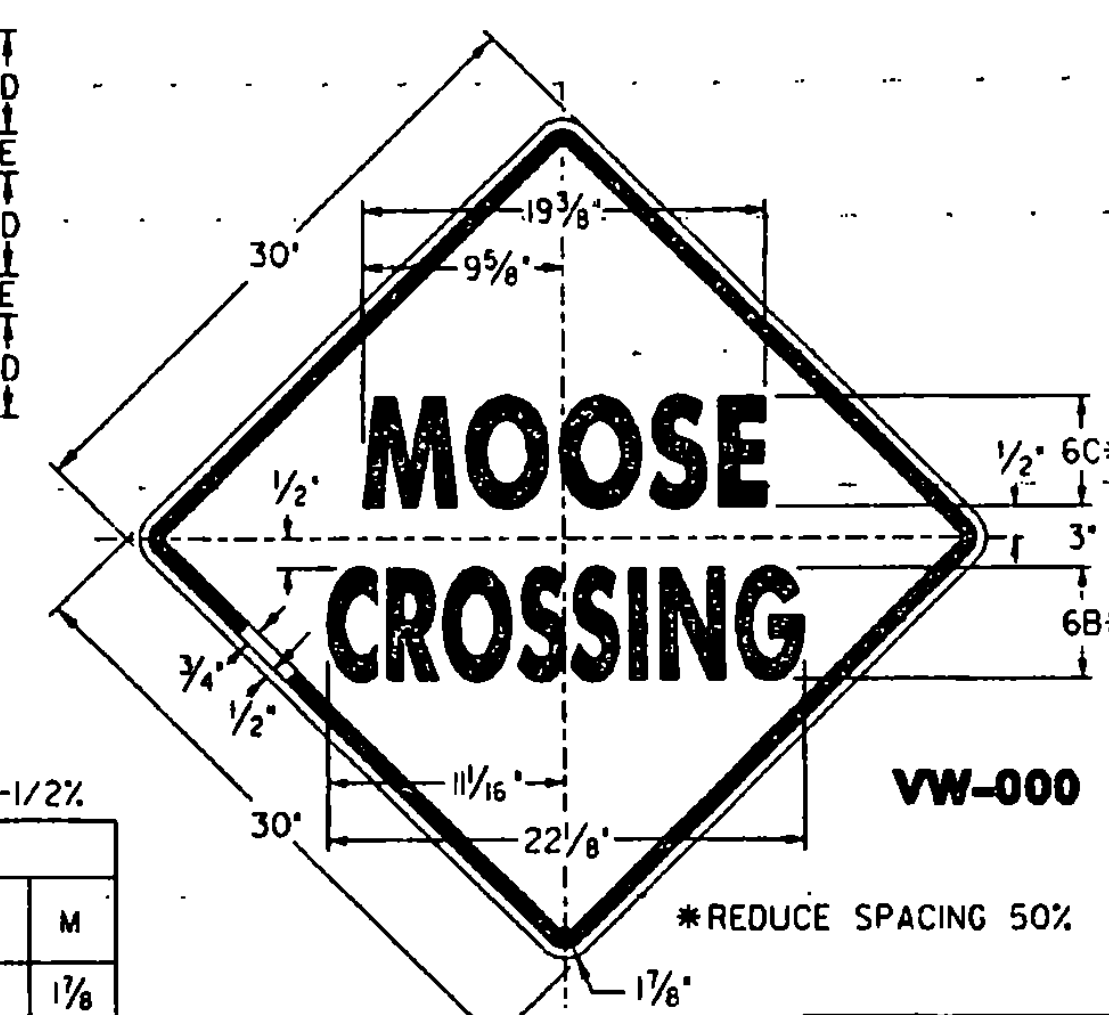 D
E
D
E
D
19 3/8"
9 5/8"
30"
MOOSE
1/2"
1/2"
6C*
3"
CROSSING
6B*
3/4"
1/2"
11 1/16"
22 1/8"
30"
VW-000
-1/2%
M
1 7/8
*REDUCE SPACING 50%
1 7/8"